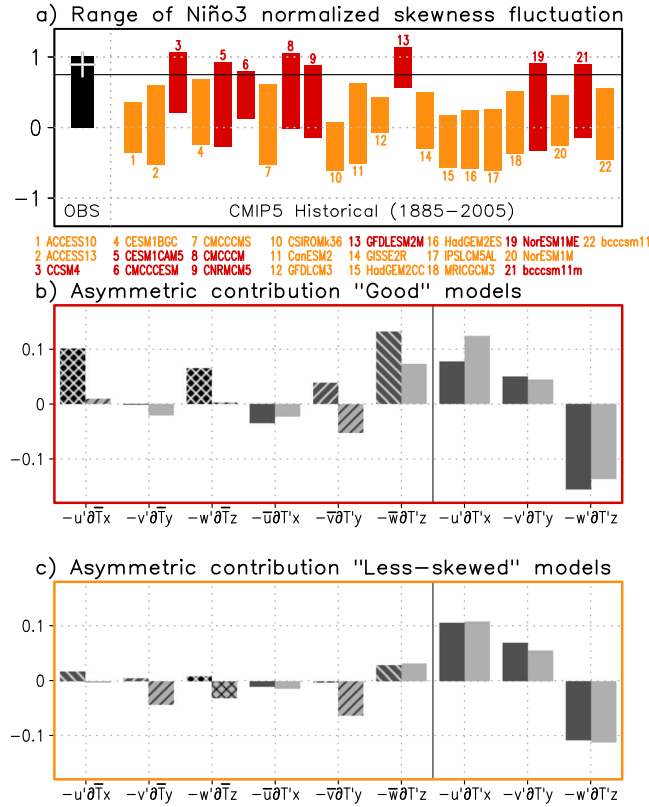 a) Range of Niño3 normalized skewness fluctuation
1
0
-1
3 5 6 8 9 13 19 21
1 2 4 7 10 11 12 14 15 16 17 18 20 22
OBS CMIP5 Historical (1885-2005)
1 ACCESS10 4 CESM1BGC 7 CMCCCMS 10 CSIROMk36 13 GFDLESM2M 16 HadGEM2ES 19 NorESM1ME 22 bcccsm11
2 ACCESS13 5 CESM1CAM5 8 CMCCCM 11 CanESM2 14 GISSE2R 17 IPSLCM5AL 20 NorESM1M
3 CCSM4 6 CMCCCESM 9 CNRMCM5 12 GFDLCM3 15 HadGEM2CC 18 MRICGCM3 21 bcccsm11m
b) Asymmetric contribution "Good" models
0.1
0
-0.1
-u'∂T̅x -v'∂T̅y -w'∂T̅z -u̅∂T'x -v̅∂T'y -w̅∂T'z -u'∂T'x -v'∂T'y -w'∂T'z
c) Asymmetric contribution "Less-skewed" models
0.1
0
-0.1
-u'∂T̅x -v'∂T̅y -w'∂T̅z -u̅∂T'x -v̅∂T'y -w̅∂T'z -u'∂T'x -v'∂T'y -w'∂T'z